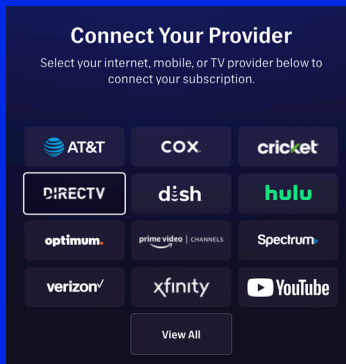 Connect Your Provider
Select your internet, mobile, or TV provider below to
connect your subscription.
AT&T COX. cricket
DIRECTV dish hulu
optimum. prime video | CHANNELS Spectrum
verizon xfinity YouTube
View All